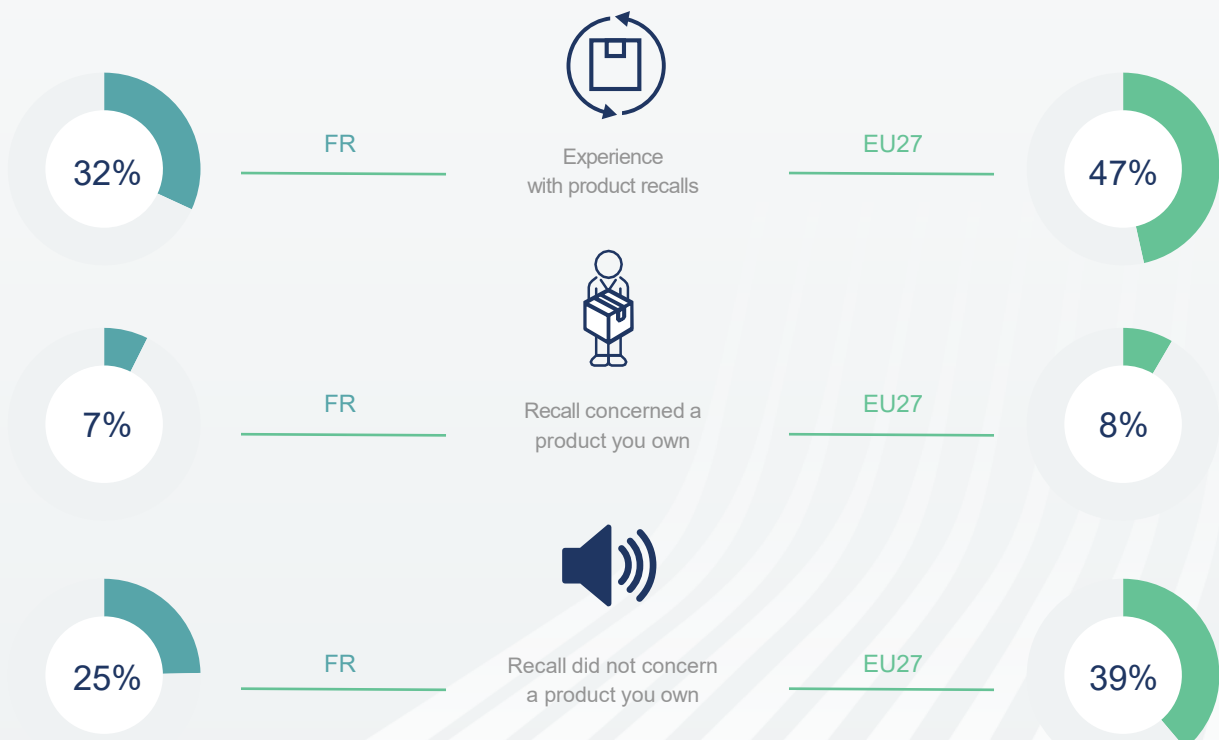 32%
FR
Experience
with product recalls
EU27
47%
7%
FR
Recall concerned a
product you own
EU27
8%
25%
FR
Recall did not concern
a product you own
EU27
39%